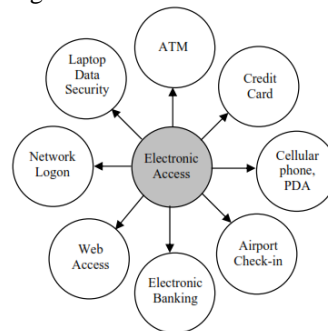 ATM
Laptop
Data
Security
Credit
Card
Network
Logon
Electronic
Access
Cellular
phone,
PDA
Web
Access
Airport
Check-in
Electronic
Banking